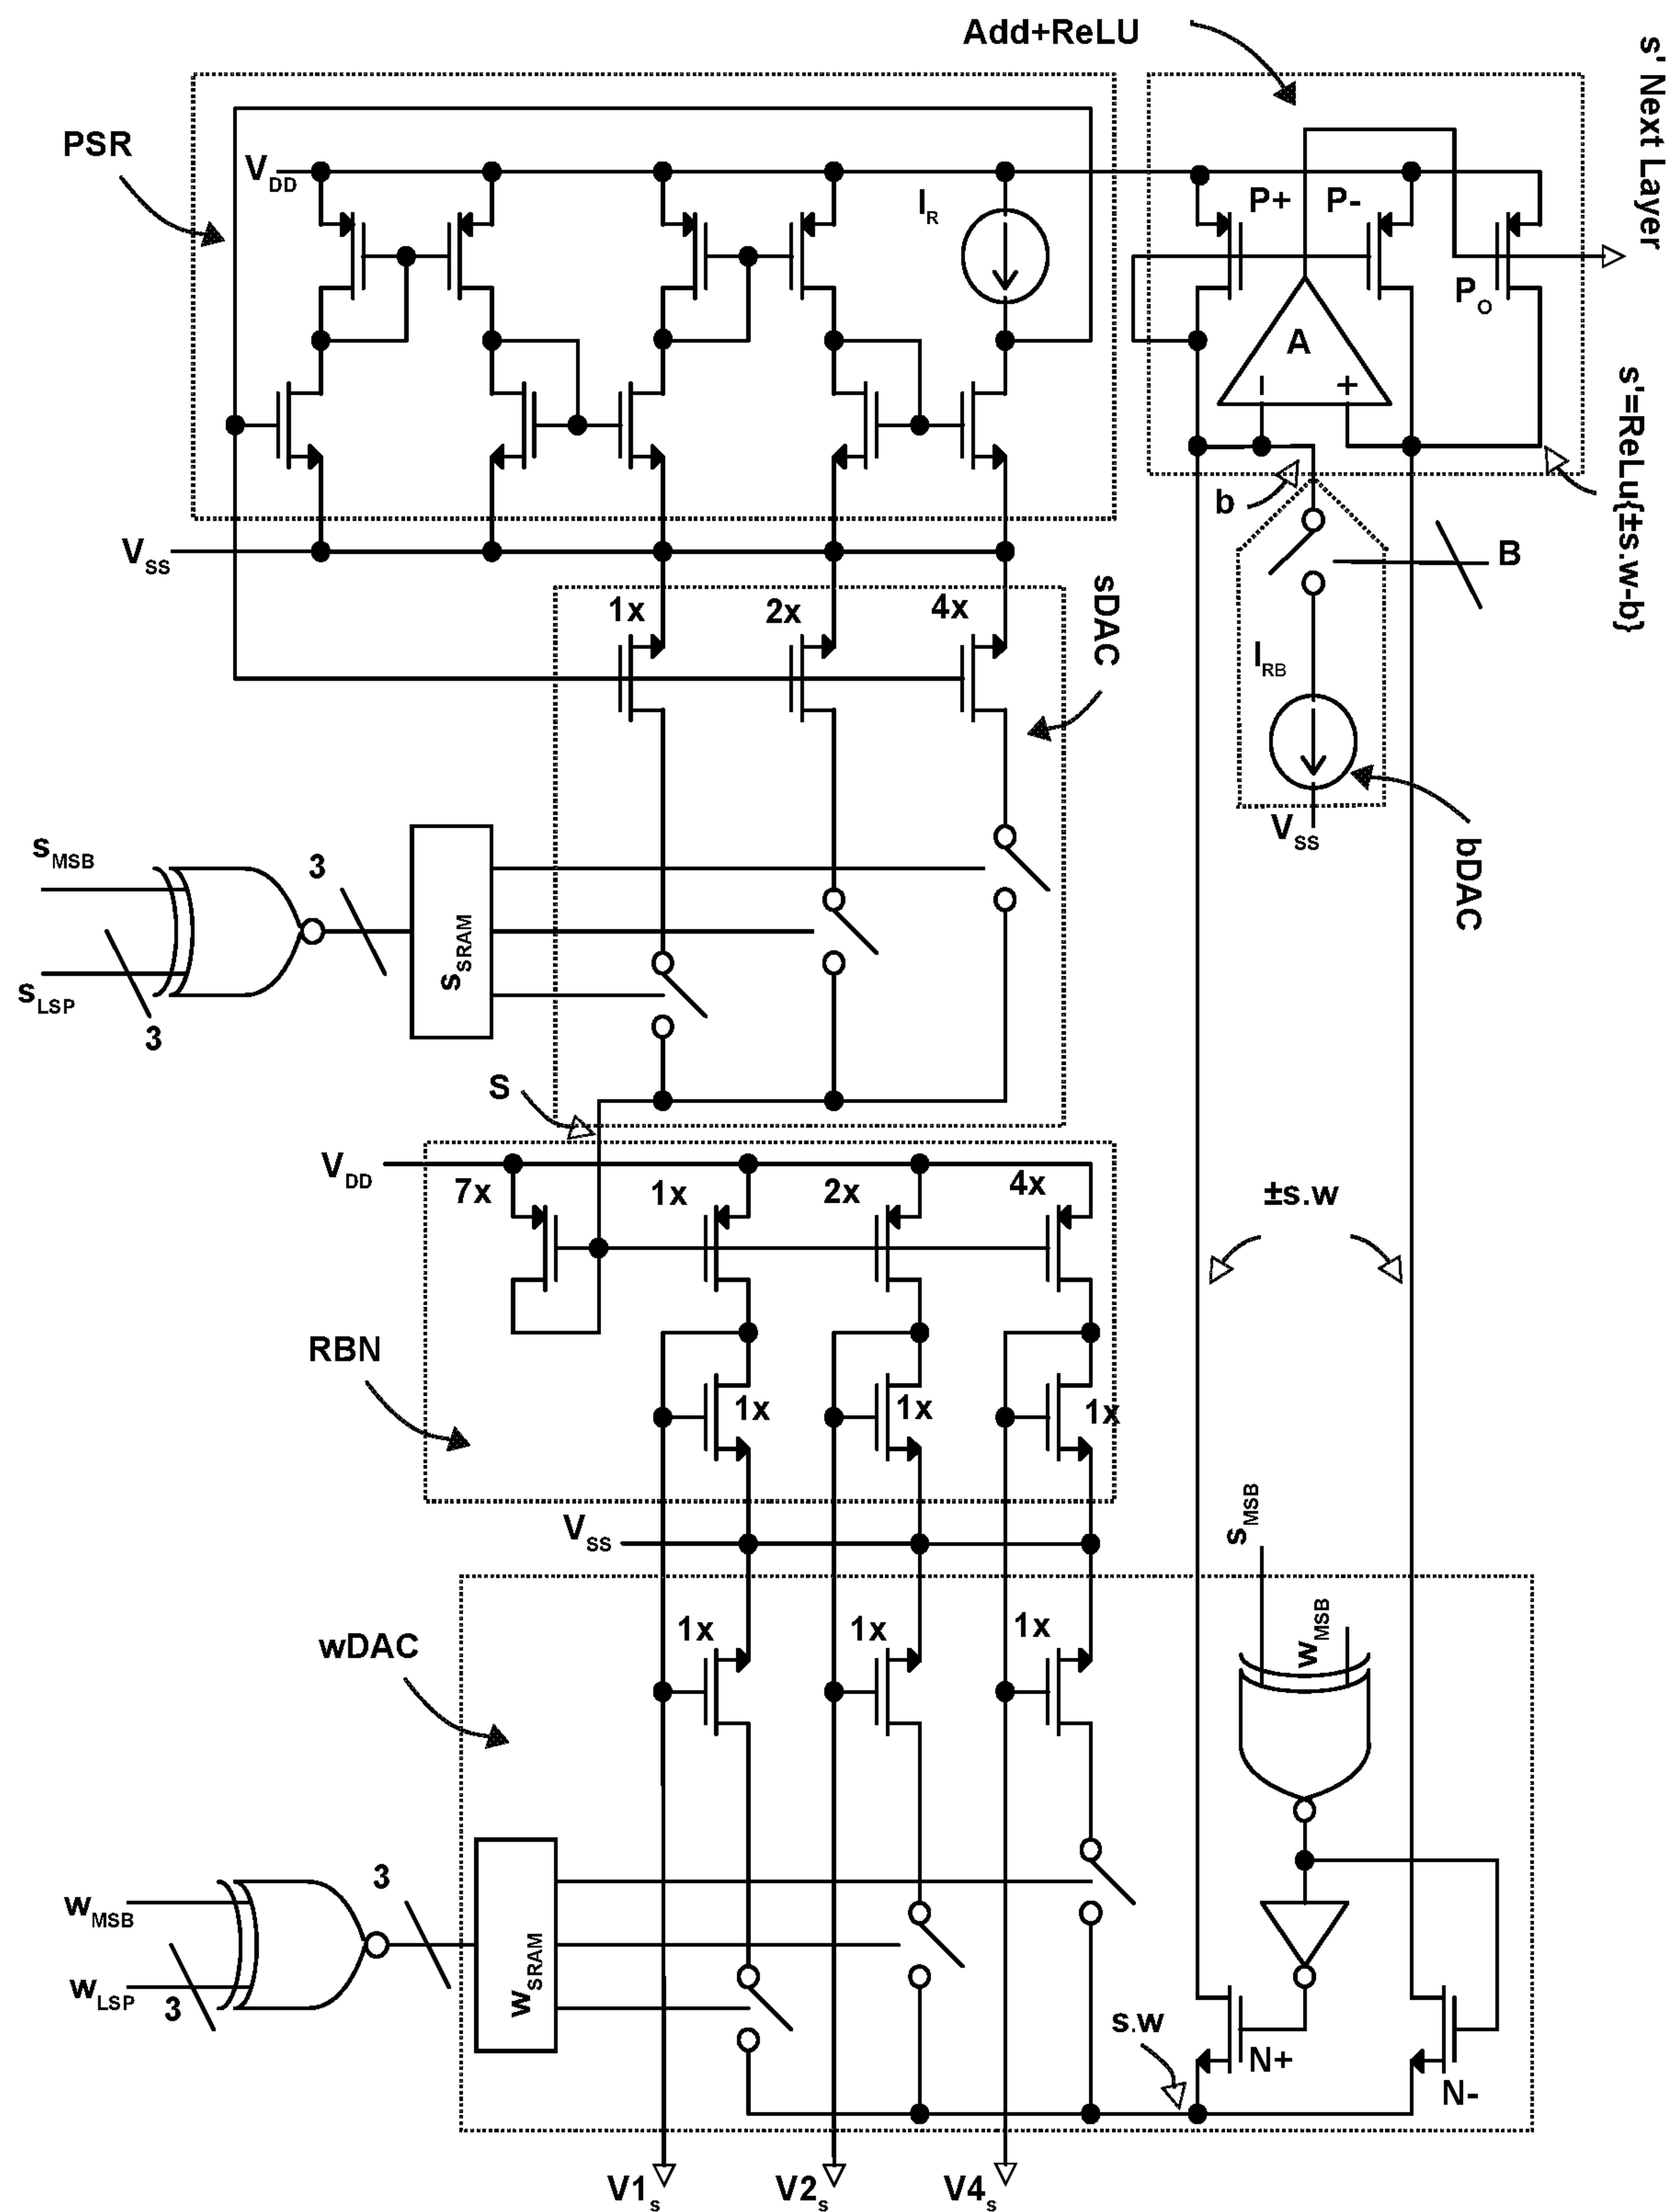 Add+ReLU
s' Next Layer
PSR
VDD
IR
P+
P-
PO
A
-
+
s'=ReLu{±s.w-b}
b
VSS
B
sDAC
1x
2x
4x
IRB
VSS
bDAC
sMSB
3
sSRAM
sLSP
3
S
VDD
7x
1x
2x
4x
±s.w
RBN
1x
1x
1x
VSS
sMSB
wMSB
wDAC
1x
1x
1x
wMSB
3
wSRAM
wLSP
3
s.w
N+
N-
V1s
V2s
V4s